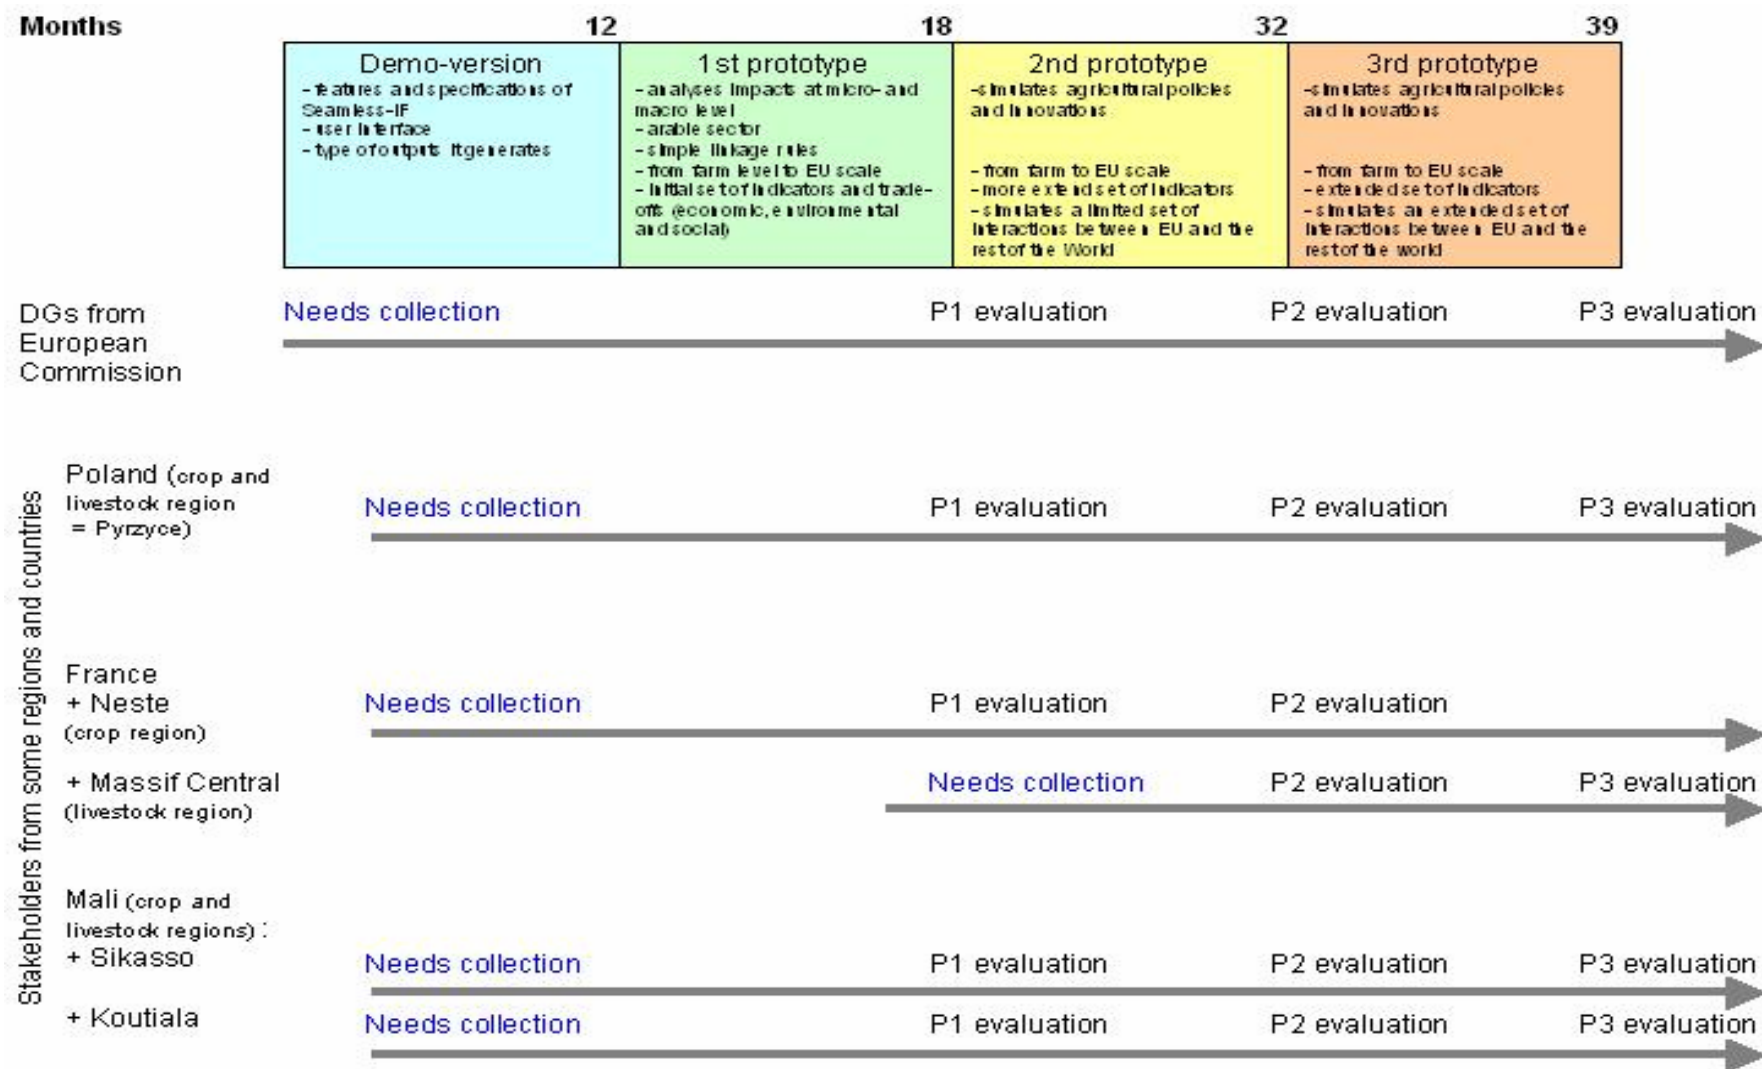 Months 12 18 32 39
Demo-version
- features and specifications of
Seamless-IF
- user interface
- type of outputs it generates
1st prototype
- analyses impacts at micro- and
macro level
- arable sector
- simple linkage rules
- from farm level to EU scale
- initial set of indicators and trade-
offs (economic, environmental
and social)
2nd prototype
-simulates agricultural policies
and innovations
- from farm to EU scale
- more extend set of indicators
- simulates a limited set of
interactions between EU and the
rest of the World
3rd prototype
-simulates agricultural policies
and innovations
- from farm to EU scale
- extended set of indicators
- simulates an extended set of
interactions between EU and the
rest of the world
DGs from
European
Commission
Needs collection P1 evaluation P2 evaluation P3 evaluation
Stakeholders from some regions and countries
Poland (crop and
livestock region
= Pyrzyce)
Needs collection P1 evaluation P2 evaluation P3 evaluation
France
+ Neste
(crop region)
Needs collection P1 evaluation P2 evaluation
+ Massif Central
(livestock region)
Needs collection P2 evaluation P3 evaluation
Mali (crop and
livestock regions) :
+ Sikasso
Needs collection P1 evaluation P2 evaluation P3 evaluation
+ Koutiala
Needs collection P1 evaluation P2 evaluation P3 evaluation